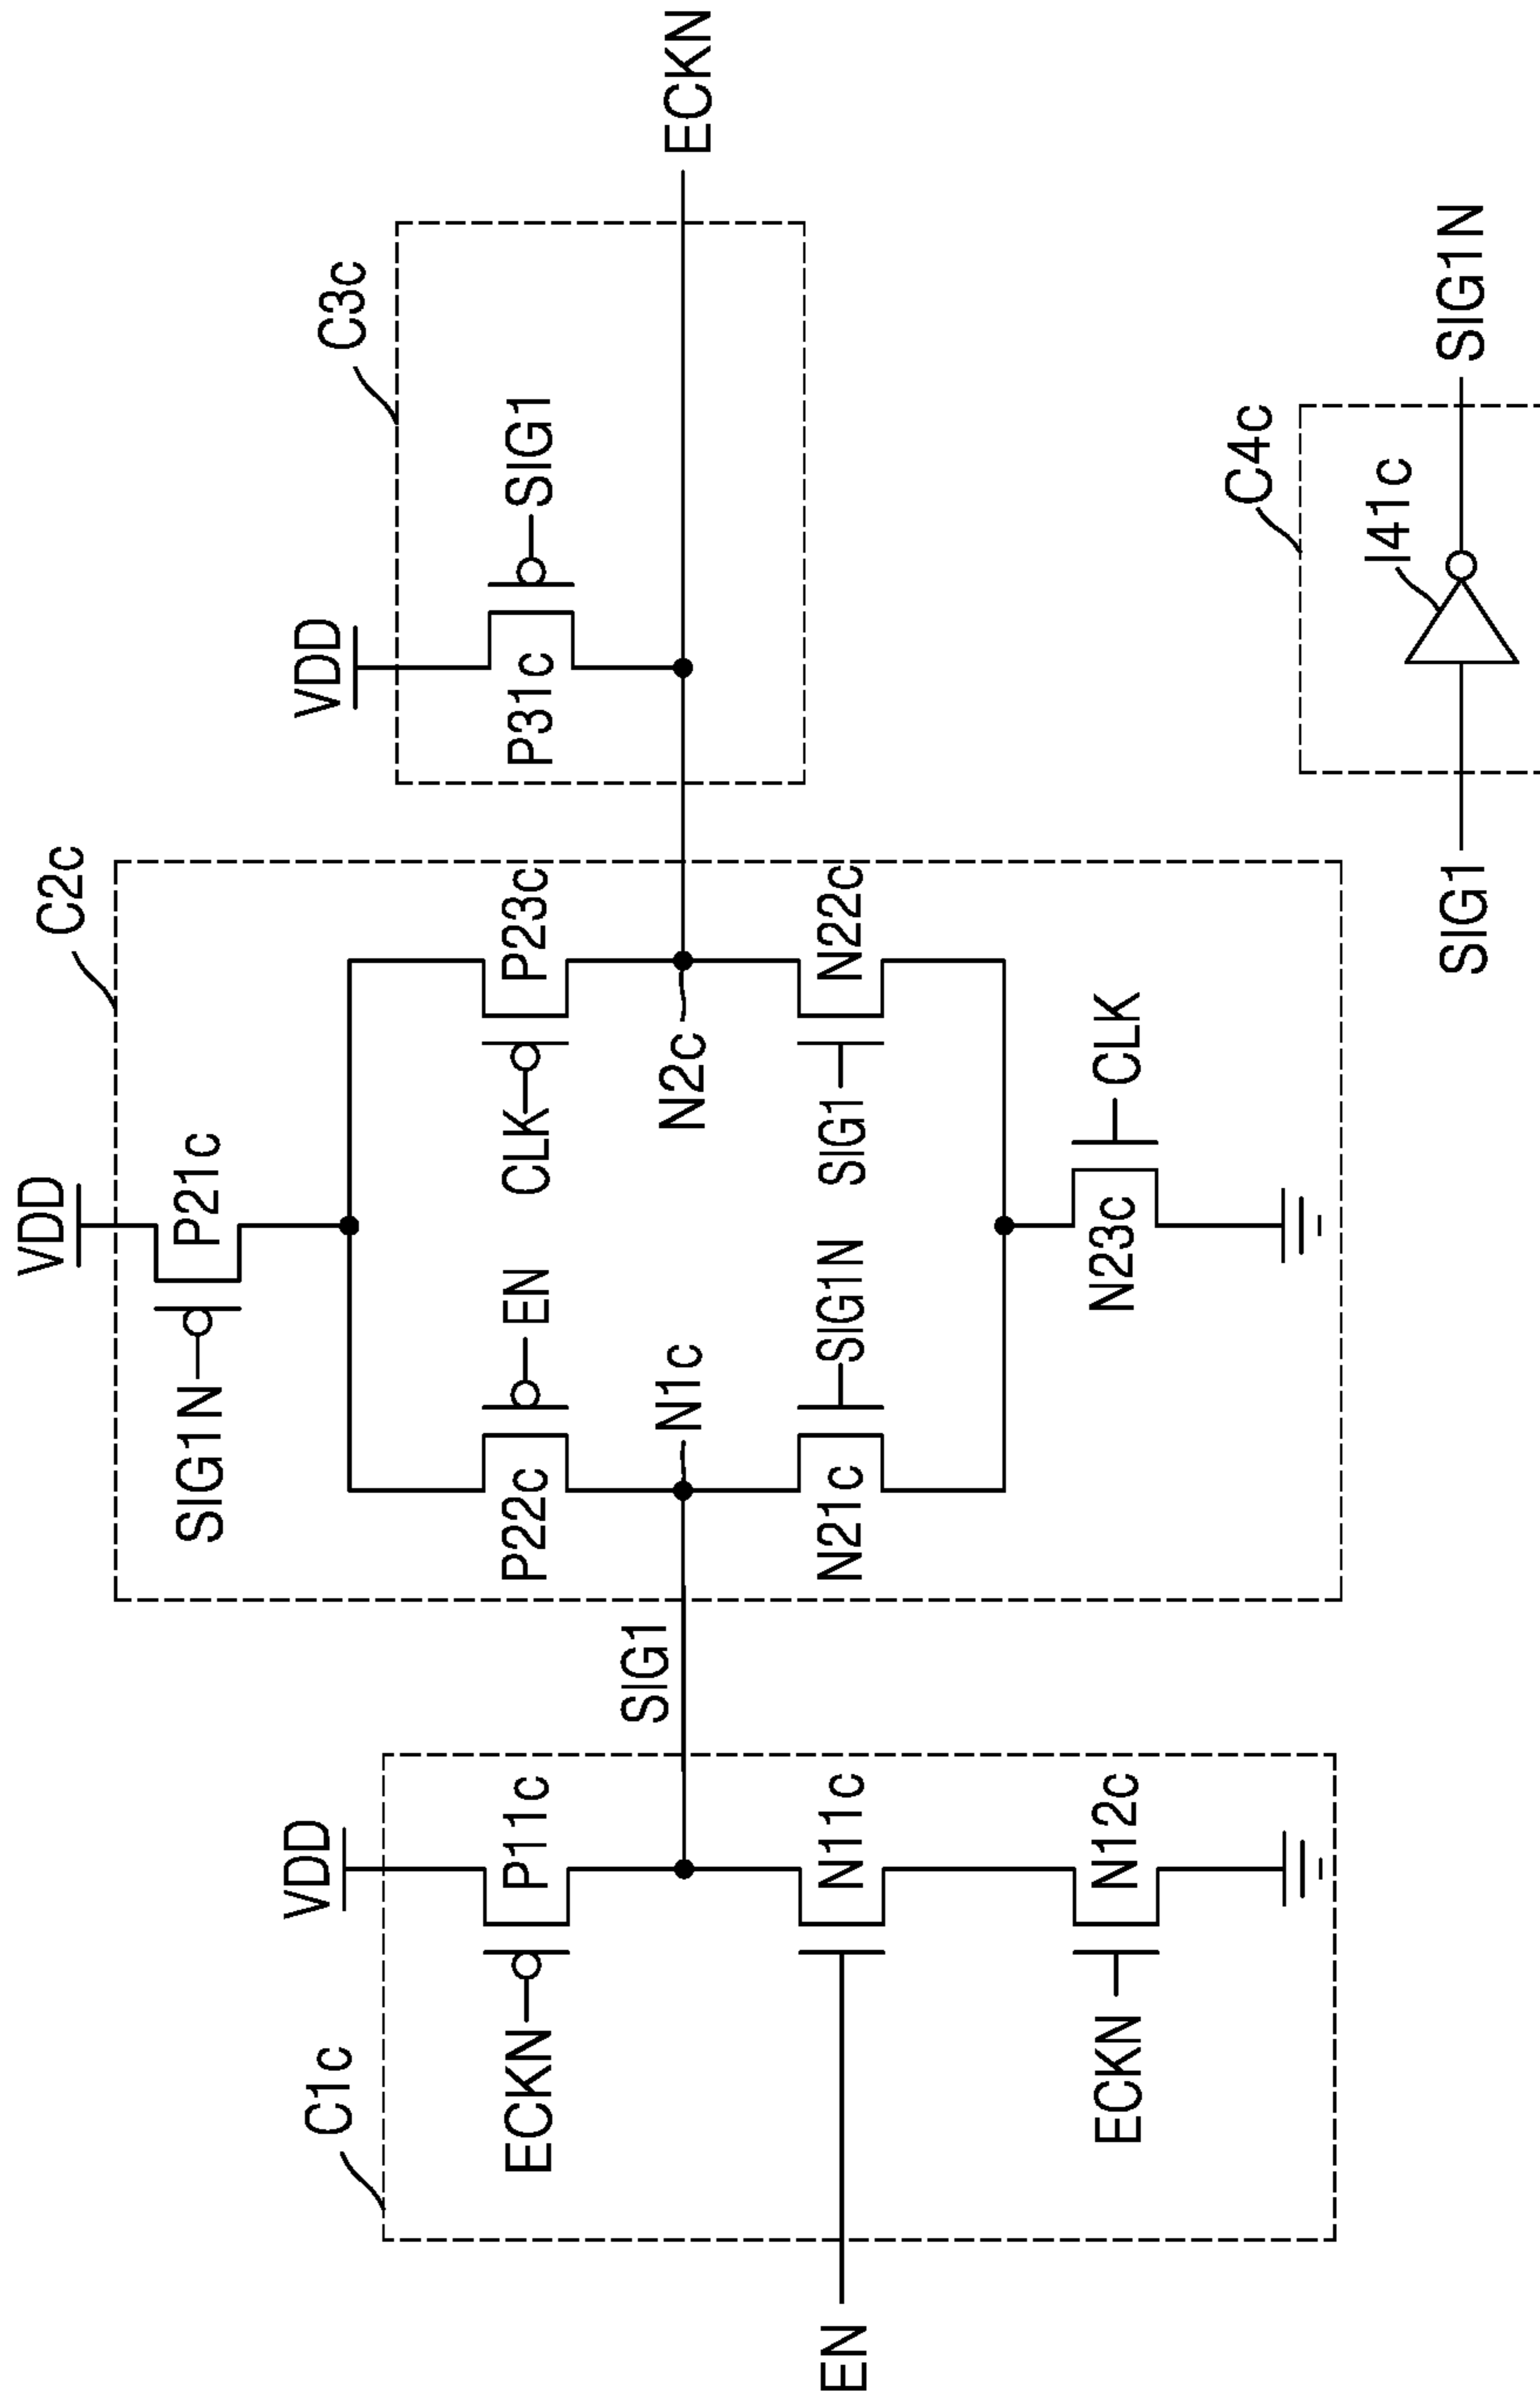 EN
C1c
VDD
ECKN
P11c
N11c
ECKN
N12c
SIG1
C2c
VDD
SIG1N
P21c
P22c
EN
CLK
P23c
N1c
N2c
N21c
SIG1N
SIG1
N22c
N23c
CLK
C3c
VDD
P31c
SIG1
ECKN
C4c
I41c
SIG1
SIG1N